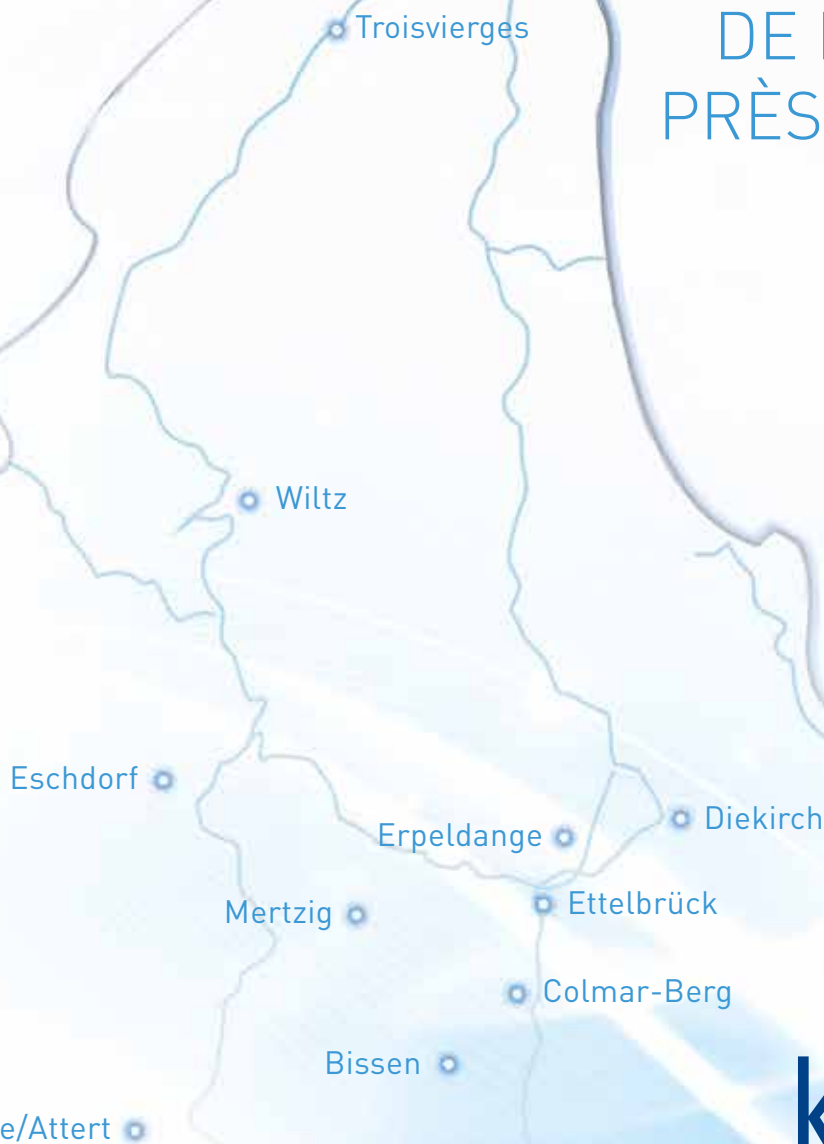 DE
PRÈS
Troisvierges
Wiltz
Eschdorf
Diekirch
Erpeldange
Ettelbrück
Mertzig
Colmar-Berg
Bissen
e/Attert
k